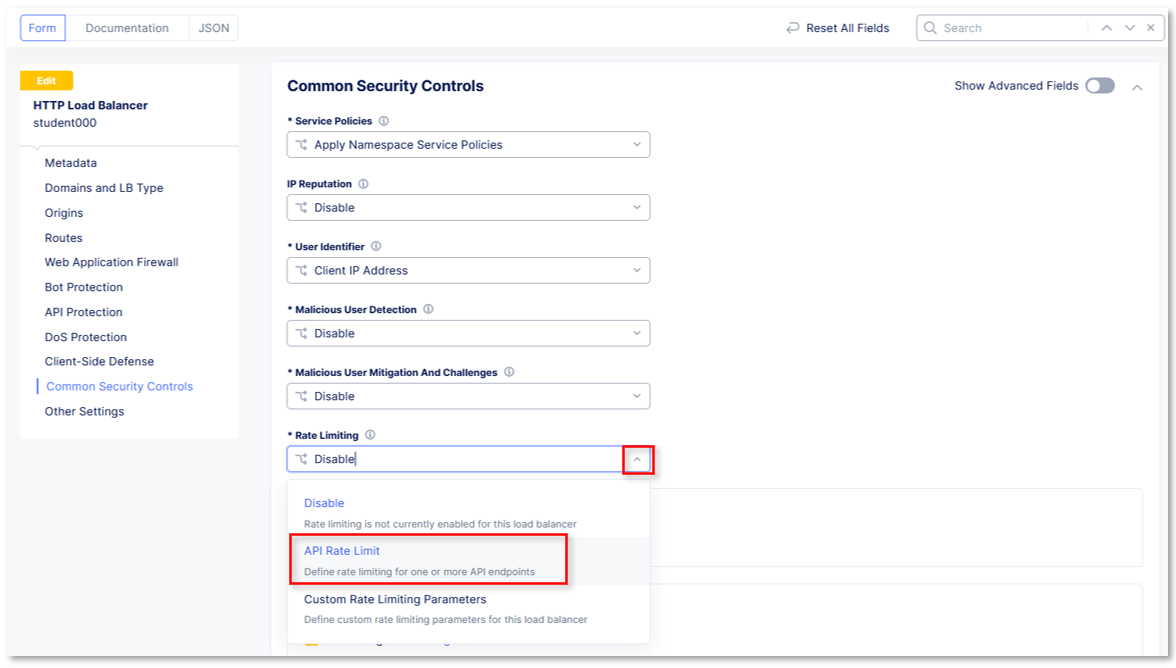 Form
Documentation
JSON
Reset All Fields
Search
Edit
HTTP Load Balancer
student000
Metadata
Domains and LB Type
Origins
Routes
Web Application Firewall
Bot Protection
API Protection
DoS Protection
Client-Side Defense
Common Security Controls
Other Settings
Common Security Controls
Show Advanced Fields
* Service Policies
Apply Namespace Service Policies
IP Reputation
Disable
* User Identifier
Client IP Address
* Malicious User Detection
Disable
* Malicious User Mitigation And Challenges
Disable
* Rate Limiting
Disable
Disable
Rate limiting is not currently enabled for this load balancer
API Rate Limit
Define rate limiting for one or more API endpoints
Custom Rate Limiting Parameters
Define custom rate limiting parameters for this load balancer